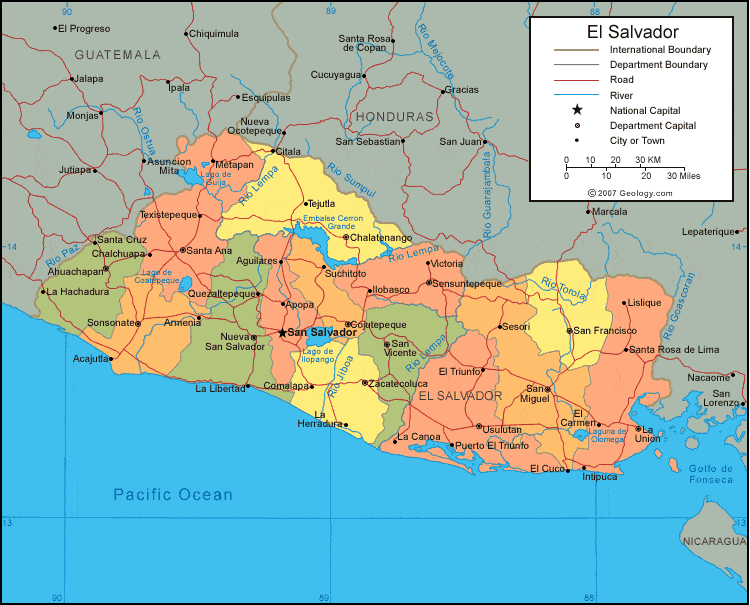 90
89
El Progreso
Chiquimula
GUATEMALA
Santa Rosa
de Copan
Rio Mejocote
Jalapa
Ipala
Cucuyagua
Gracias
Esquipulas
Monjas
Rio Ostua
Nueva
Ocotepeque
HONDURAS
San Sebastian
San Juan
Citala
Asuncion
Mita
Metapan
Jutiapa
Lago de
Guija
Rio Lempa
Rio Sumpul
Rio Guarajambala
Tejutla
Texistepeque
Embalse Cerron
Grande
Marcala
Lepaterique
14
14
Rio Paz
Santa Cruz
Chalchuapa
Santa Ana
Chalatenango
Rio Lempa
Ahuachapan
Aguilares
Suchitoto
Victoria
Lago de
Coatepeque
Sensuntepeque
Rio Torola
Rio Goascoran
La Hachadura
Quezaltepeque
Ilobasco
Apopa
Lislique
Sonsonate
Armenia
San Salvador
Cojutepeque
Sesori
San Francisco
Nueva
San Salvador
San
Vicente
Rio Lempa
Lago de
Ilopango
Santa Rosa de Lima
Acajutla
Rio Jiboa
El Triunfo
Nacaome
La Libertad
Comalapa
Zacatecoluca
EL SALVADOR
San
Miguel
San
Lorenzo
La
Herradura
El
Carmen
Usulutan
Laguna de
Olomega
La
Union
La Canoa
Puerto El Triunfo
El Cuco
Intipuca
Golfo de
Fonseca
Pacific Ocean
13
13
NICARAGUA
90
89
88
El Salvador
International Boundary
Department Boundary
Road
River
National Capital
Department Capital
City or Town
0 10 20 30 KM
0 10 20 30 Miles
© 2007 Geology.com